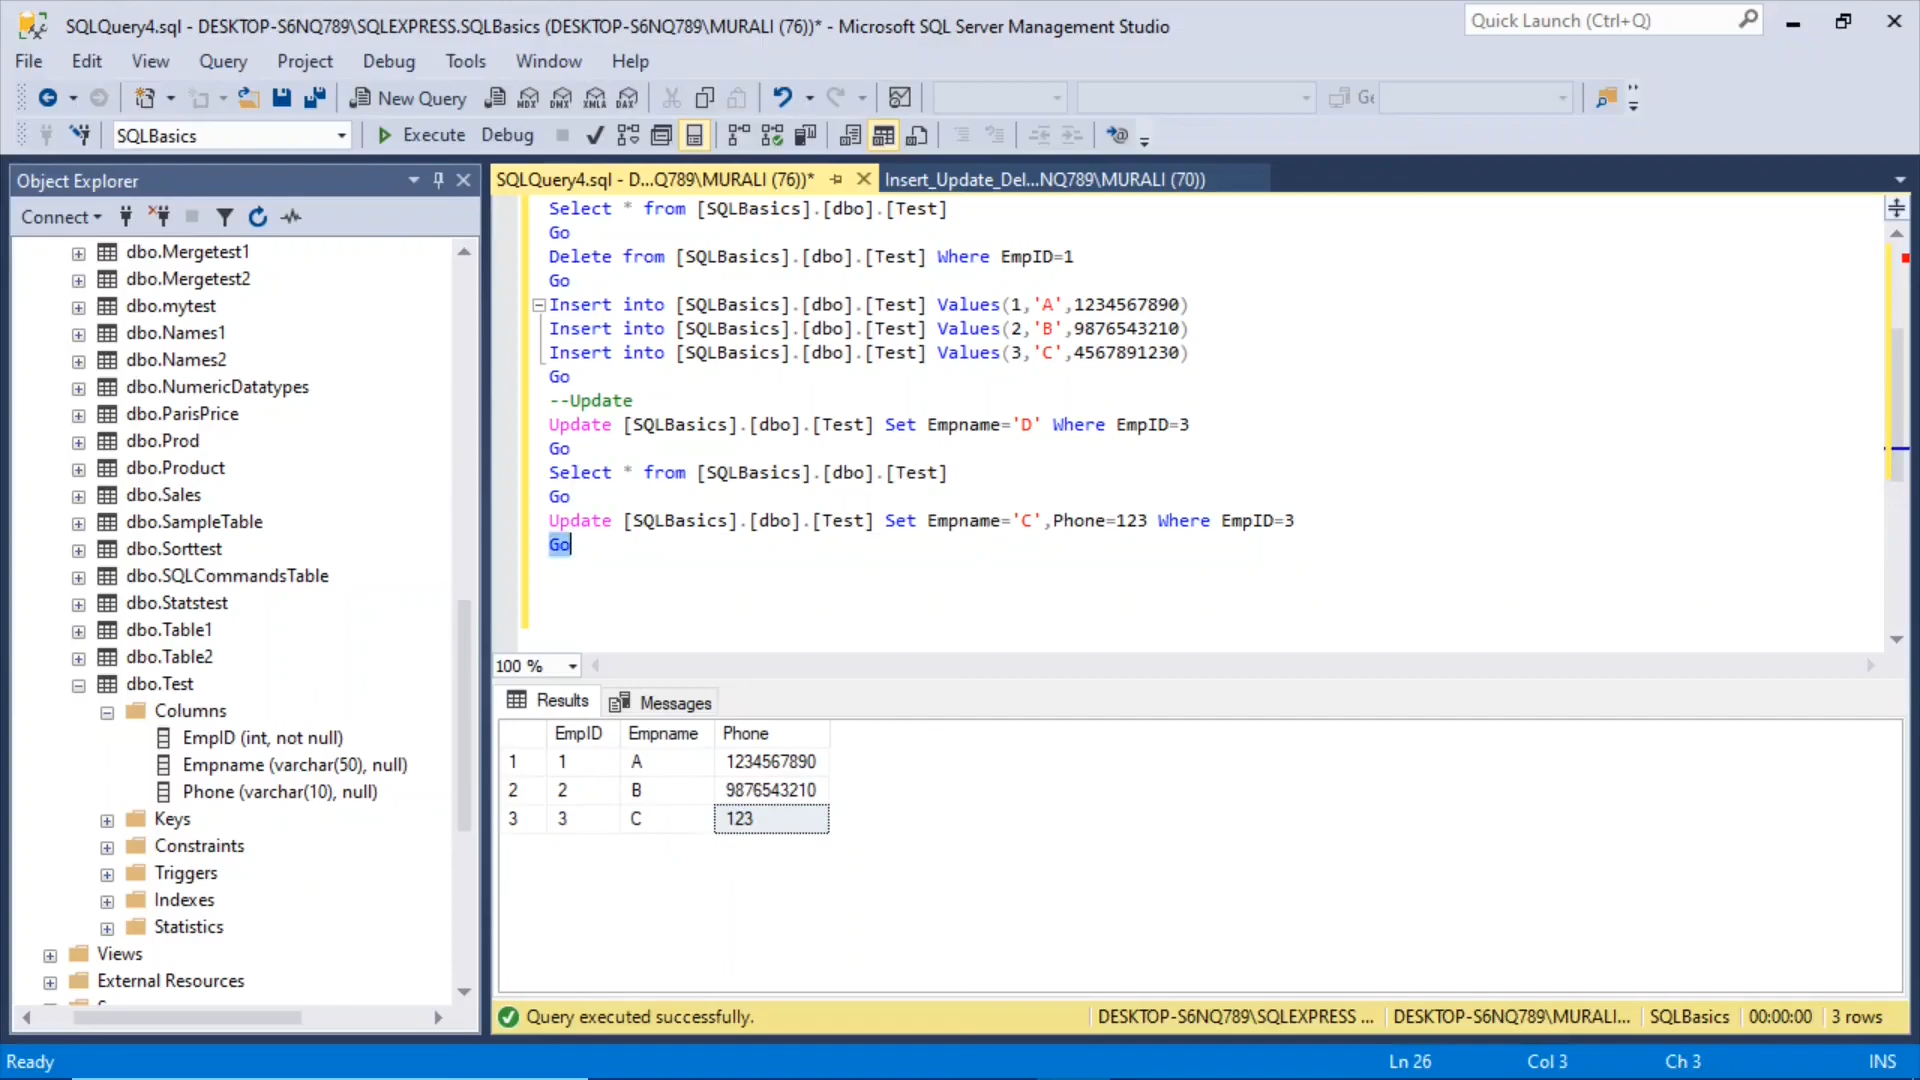 SQLQuery4.sql - DESKTOP-S6NQ789\SQLEXPRESS.SQLBasics (DESKTOP-S6NQ789\MURALI (76))* - Microsoft SQL Server Management Studio
Quick Launch (Ctrl+Q)
File Edit View Query Project Debug Tools Window Help
New Query MDX DMX XMLA DAX
SQLBasics Execute Debug
Object Explorer
SQLQuery4.sql - D...Q789\MURALI (76))* Insert_Update_Del...NQ789\MURALI (70))
Connect
dbo.Mergetest1
dbo.Mergetest2
dbo.mytest
dbo.Names1
dbo.Names2
dbo.NumericDatatypes
dbo.ParisPrice
dbo.Prod
dbo.Product
dbo.Sales
dbo.SampleTable
dbo.Sorttest
dbo.SQLCommandsTable
dbo.Statstest
dbo.Table1
dbo.Table2
dbo.Test
Columns
EmpID (int, not null)
Empname (varchar(50), null)
Phone (varchar(10), null)
Keys
Constraints
Triggers
Indexes
Statistics
Views
External Resources
Select * from [SQLBasics].[dbo].[Test]
Go
Delete from [SQLBasics].[dbo].[Test] Where EmpID=1
Go
Insert into [SQLBasics].[dbo].[Test] Values(1,'A',1234567890)
Insert into [SQLBasics].[dbo].[Test] Values(2,'B',9876543210)
Insert into [SQLBasics].[dbo].[Test] Values(3,'C',4567891230)
Go
--Update
Update [SQLBasics].[dbo].[Test] Set Empname='D' Where EmpID=3
Go
Select * from [SQLBasics].[dbo].[Test]
Go
Update [SQLBasics].[dbo].[Test] Set Empname='C',Phone=123 Where EmpID=3
Go
100 %
Results Messages
EmpID Empname Phone
1 1 A 1234567890
2 2 B 9876543210
3 3 C 123
Query executed successfully. DESKTOP-S6NQ789\SQLEXPRESS ... DESKTOP-S6NQ789\MURALI... SQLBasics 00:00:00 3 rows
Ready Ln 26 Col 3 Ch 3 INS